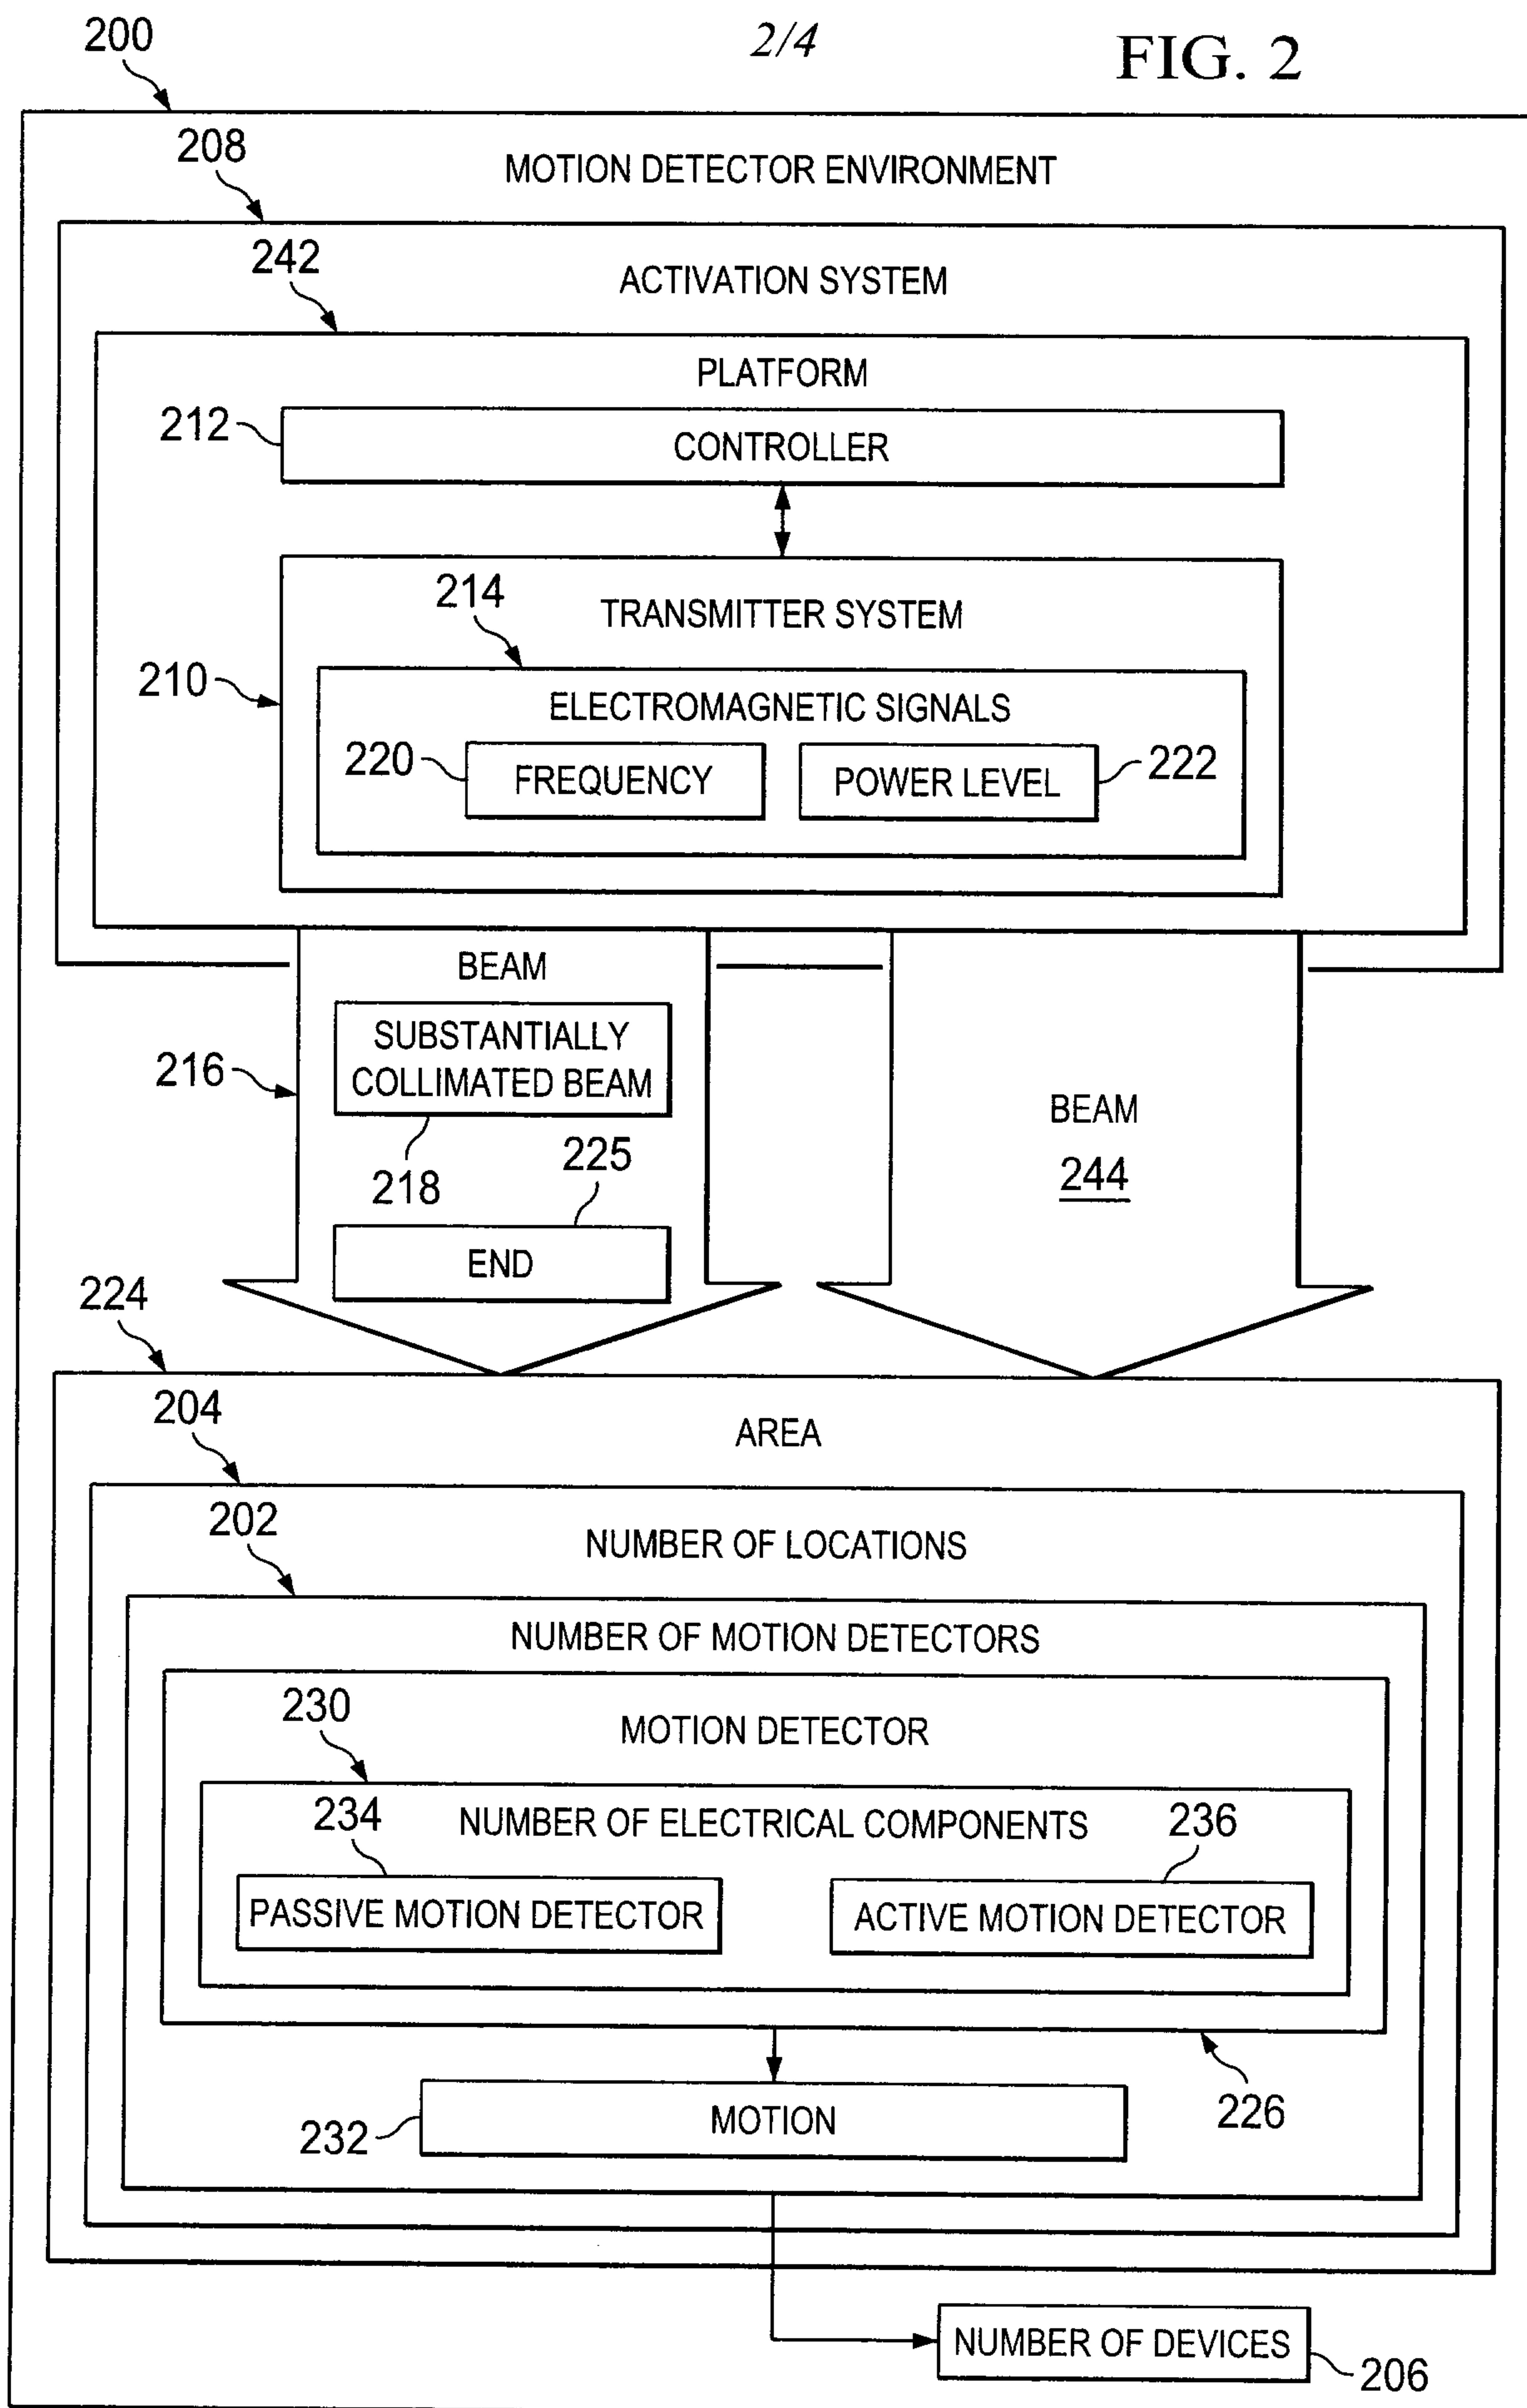 2/4
FIG. 2
200
208
MOTION DETECTOR ENVIRONMENT
242
ACTIVATION SYSTEM
PLATFORM
212
CONTROLLER
214
TRANSMITTER SYSTEM
210
ELECTROMAGNETIC SIGNALS
220
FREQUENCY
POWER LEVEL
222
BEAM
SUBSTANTIALLY
COLLIMATED BEAM
216
218
225
END
BEAM
244
224
204
AREA
202
NUMBER OF LOCATIONS
NUMBER OF MOTION DETECTORS
230
MOTION DETECTOR
234
NUMBER OF ELECTRICAL COMPONENTS
236
PASSIVE MOTION DETECTOR
ACTIVE MOTION DETECTOR
226
232
MOTION
NUMBER OF DEVICES
206